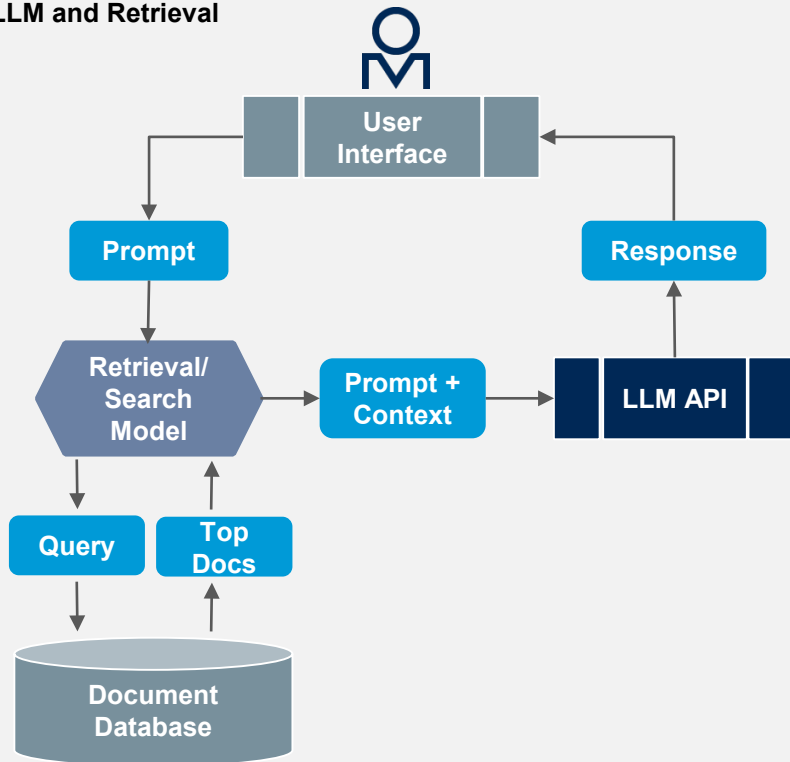 LLM and Retrieval
User
Interface
Prompt
Response
Retrieval/
Search
Model
Prompt +
Context
LLM API
Query
Top
Docs
Document
Database